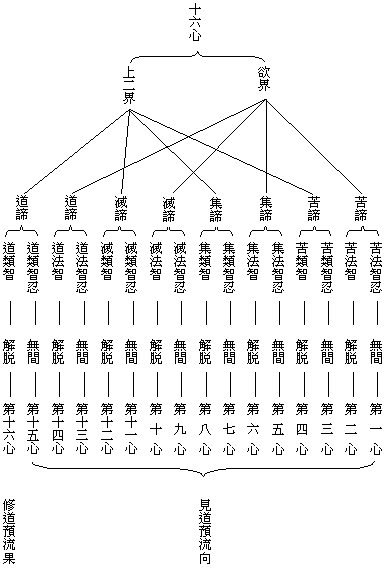 十六心
欲界
上二界
苦諦
苦諦
集諦
集諦
滅諦
滅諦
道諦
道諦
苦法智忍
苦法智
苦類智忍
苦類智
集法智忍
集法智
集類智忍
集類智
滅法智忍
滅法智
滅類智忍
滅類智
道法智忍
道法智
道類智忍
道類智
無間
解脫
無間
解脫
無間
解脫
無間
解脫
無間
解脫
無間
解脫
無間
解脫
無間
解脫
第一心
第二心
第三心
第四心
第五心
第六心
第七心
第八心
第九心
第十心
第十一心
第十二心
第十三心
第十四心
第十五心
第十六心
見道預流向
修道預流果